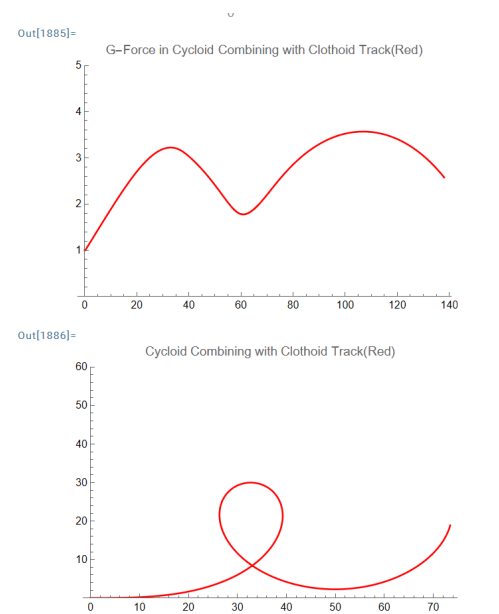 Out[1885]=
G-Force in Cycloid Combining with Clothoid Track(Red)
5
4
3
2
1
0 20 40 60 80 100 120 140
Out[1886]=
Cycloid Combining with Clothoid Track(Red)
60
50
40
30
20
10
0 10 20 30 40 50 60 70